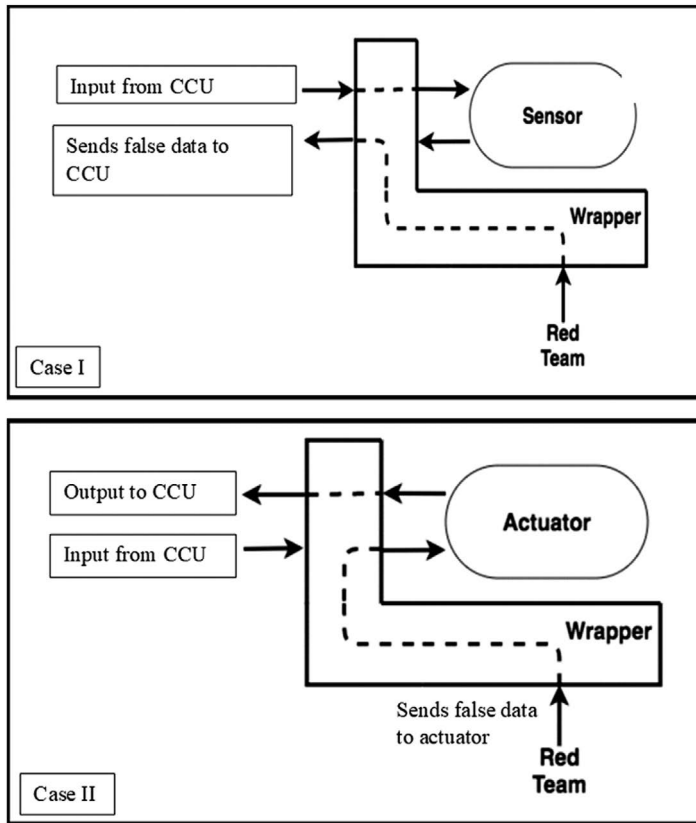 Input from CCU
Sensor
Sends false data to
CCU
Wrapper
Red
Team
Case I
Output to CCU
Actuator
Input from CCU
Wrapper
Sends false data
to actuator
Red
Team
Case II